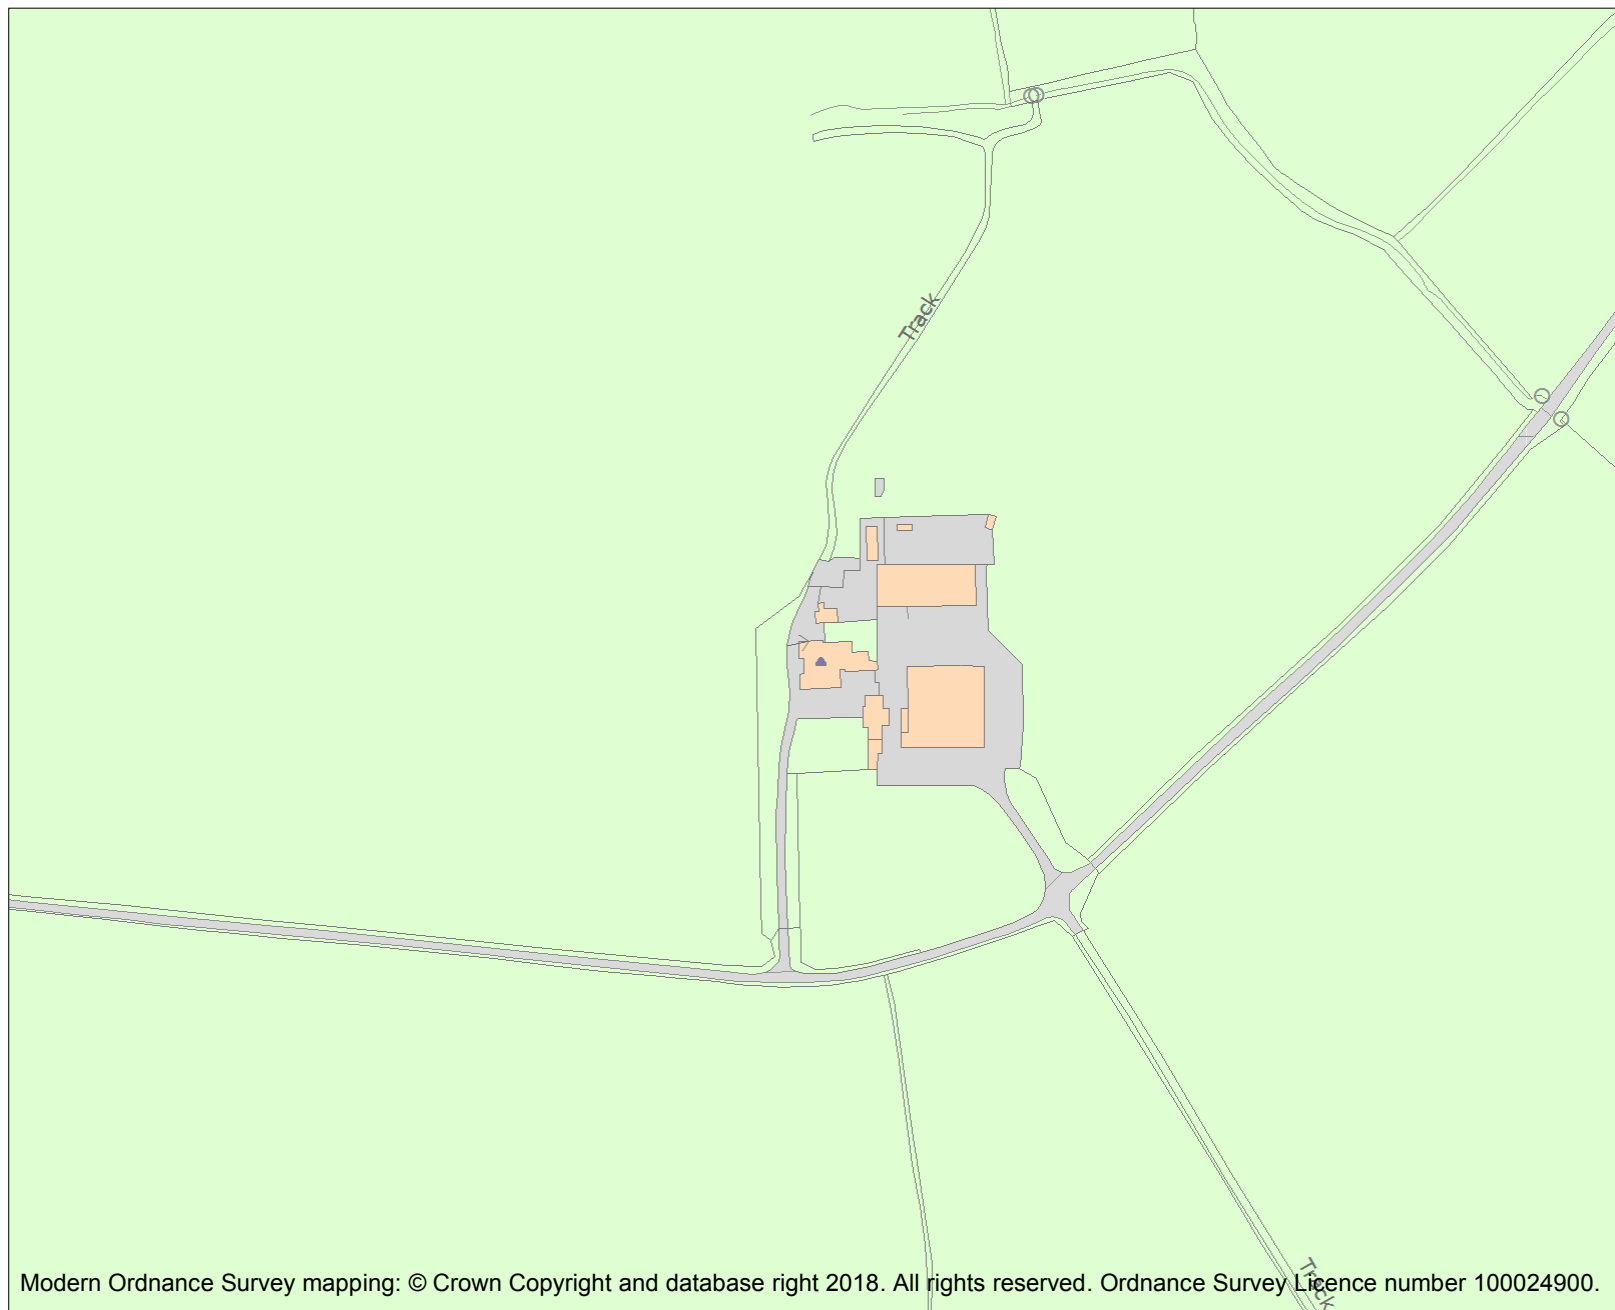 Track
Track
Modern Ordnance Survey mapping: © Crown Copyright and database right 2018. All rights reserved. Ordnance Survey Licence number 100024900.